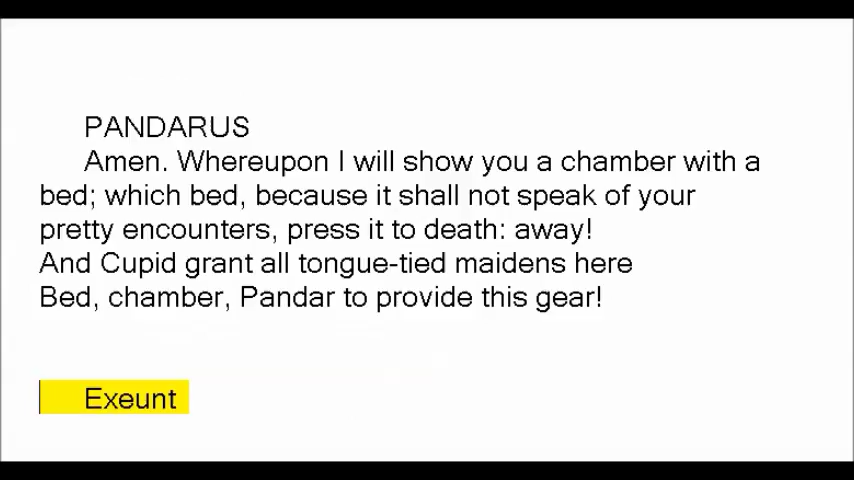 PANDARUS
Amen. Whereupon I will show you a chamber with a
bed; which bed, because it shall not speak of your
pretty encounters, press it to death: away!
And Cupid grant all tongue-tied maidens here
Bed, chamber, Pandar to provide this gear!
Exeunt